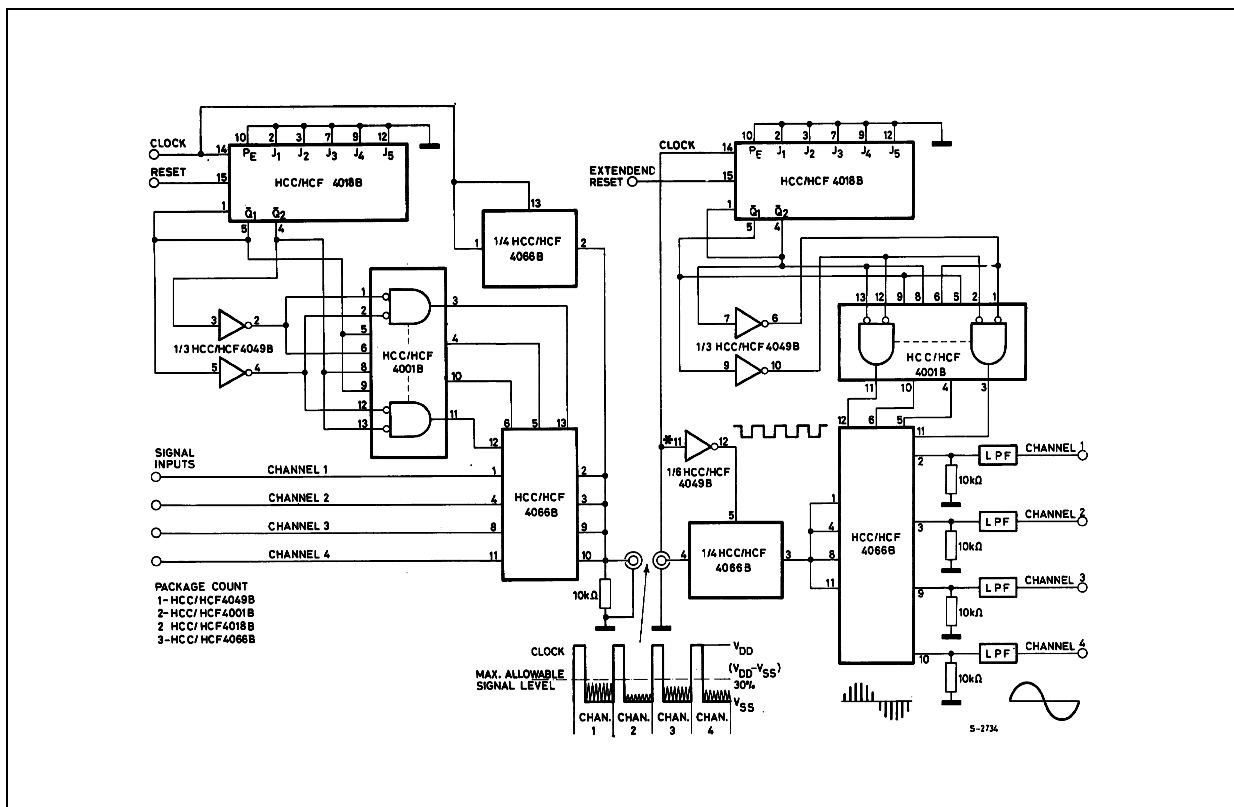 CLOCK
RESET
14
15
1
10 2 3 7 9 12
PE J1 J2 J3 J4 J5
HCC/HCF 4018B
Q̄1 Q̄2
5 4
13
1 2
1/4 HCC/HCF
4066B
3 2
1/3 HCC/HCF4049B
5 4
1
2
5
6
8
9
12
13
HCC/HCF
4001B
3
4
10
11
6 5 13
12
1
4
8
11
HCC/HCF
4066B
2
3
9
10
SIGNAL
INPUTS
CHANNEL 1
CHANNEL 2
CHANNEL 3
CHANNEL 4
10kΩ
PACKAGE COUNT
1-HCC/HCF4049B
2-HCC/HCF4001B
2 HCC/HCF4018B
3-HCC/HCF4066B
CLOCK
MAX. ALLOWABLE
SIGNAL LEVEL
VDD
(VDD-VSS)
30%
VSS
CHAN. CHAN. CHAN. CHAN.
1 2 3 4
CLOCK
EXTENDEND
RESET
14
15
1
10 2 3 7 9 12
PE J1 J2 J3 J4 J5
HCC/HCF 4018B
Q̄1 Q̄2
5 4
7 6
1/3 HCC/HCF
4049B
9 10
13 12 9 8 6 5 2 1
HCC/HCF
4001B
11 10 4 3
12 6 5 11
*11 12
1/6 HCC/HCF
4049B
5
4 3
1/4 HCC/HCF
4066B
1
4
8
11
HCC/HCF
4066B
2
3
9
10
LPF CHANNEL 1
10kΩ
LPF CHANNEL 2
10kΩ
LPF CHANNEL 3
10kΩ
LPF CHANNEL 4
10kΩ
S-2734